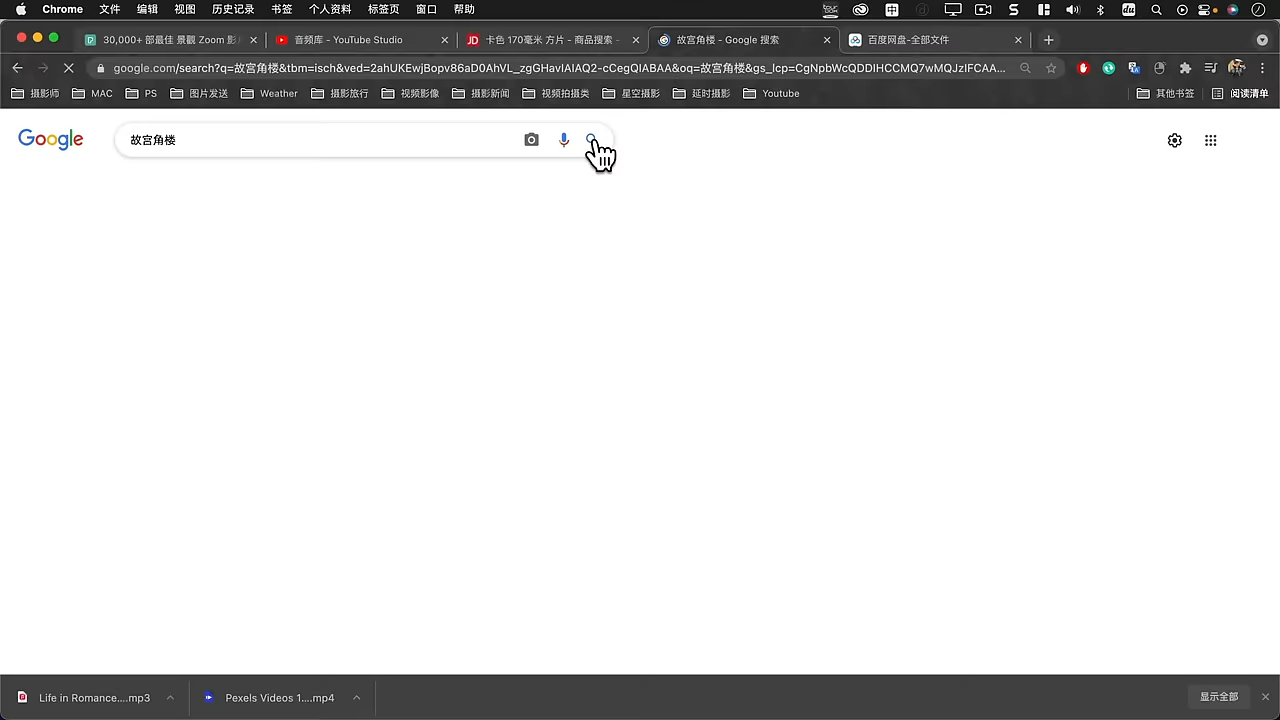 Chrome 文件 编辑 视图 历史记录 书签 个人资料 标签页 窗口 帮助
30,000+ 部最佳 景觀 Zoom 影 音频库 - YouTube Studio JD 卡色 170毫米 方片 - 商品搜索 - 故宫角楼 - Google 搜索 百度网盘-全部文件
google.com/search?q=故宫角楼&tbm=isch&ved=2ahUKEwjBopv86aD0AhVL_zgGHavIAIAQ2-cCegQIABAA&oq=故宫角楼&gs_lcp=CgNpbWcQDDIHCCMQ7wMQJzIFCAA...
摄影师 MAC PS 图片发送 Weather 摄影旅行 视频影像 摄影新闻 视频拍摄类 星空摄影 延时摄影 Youtube 其他书签 阅读清单
Google 故宫角楼
Life in Romance....mp3 Pexels Videos 1....mp4 显示全部